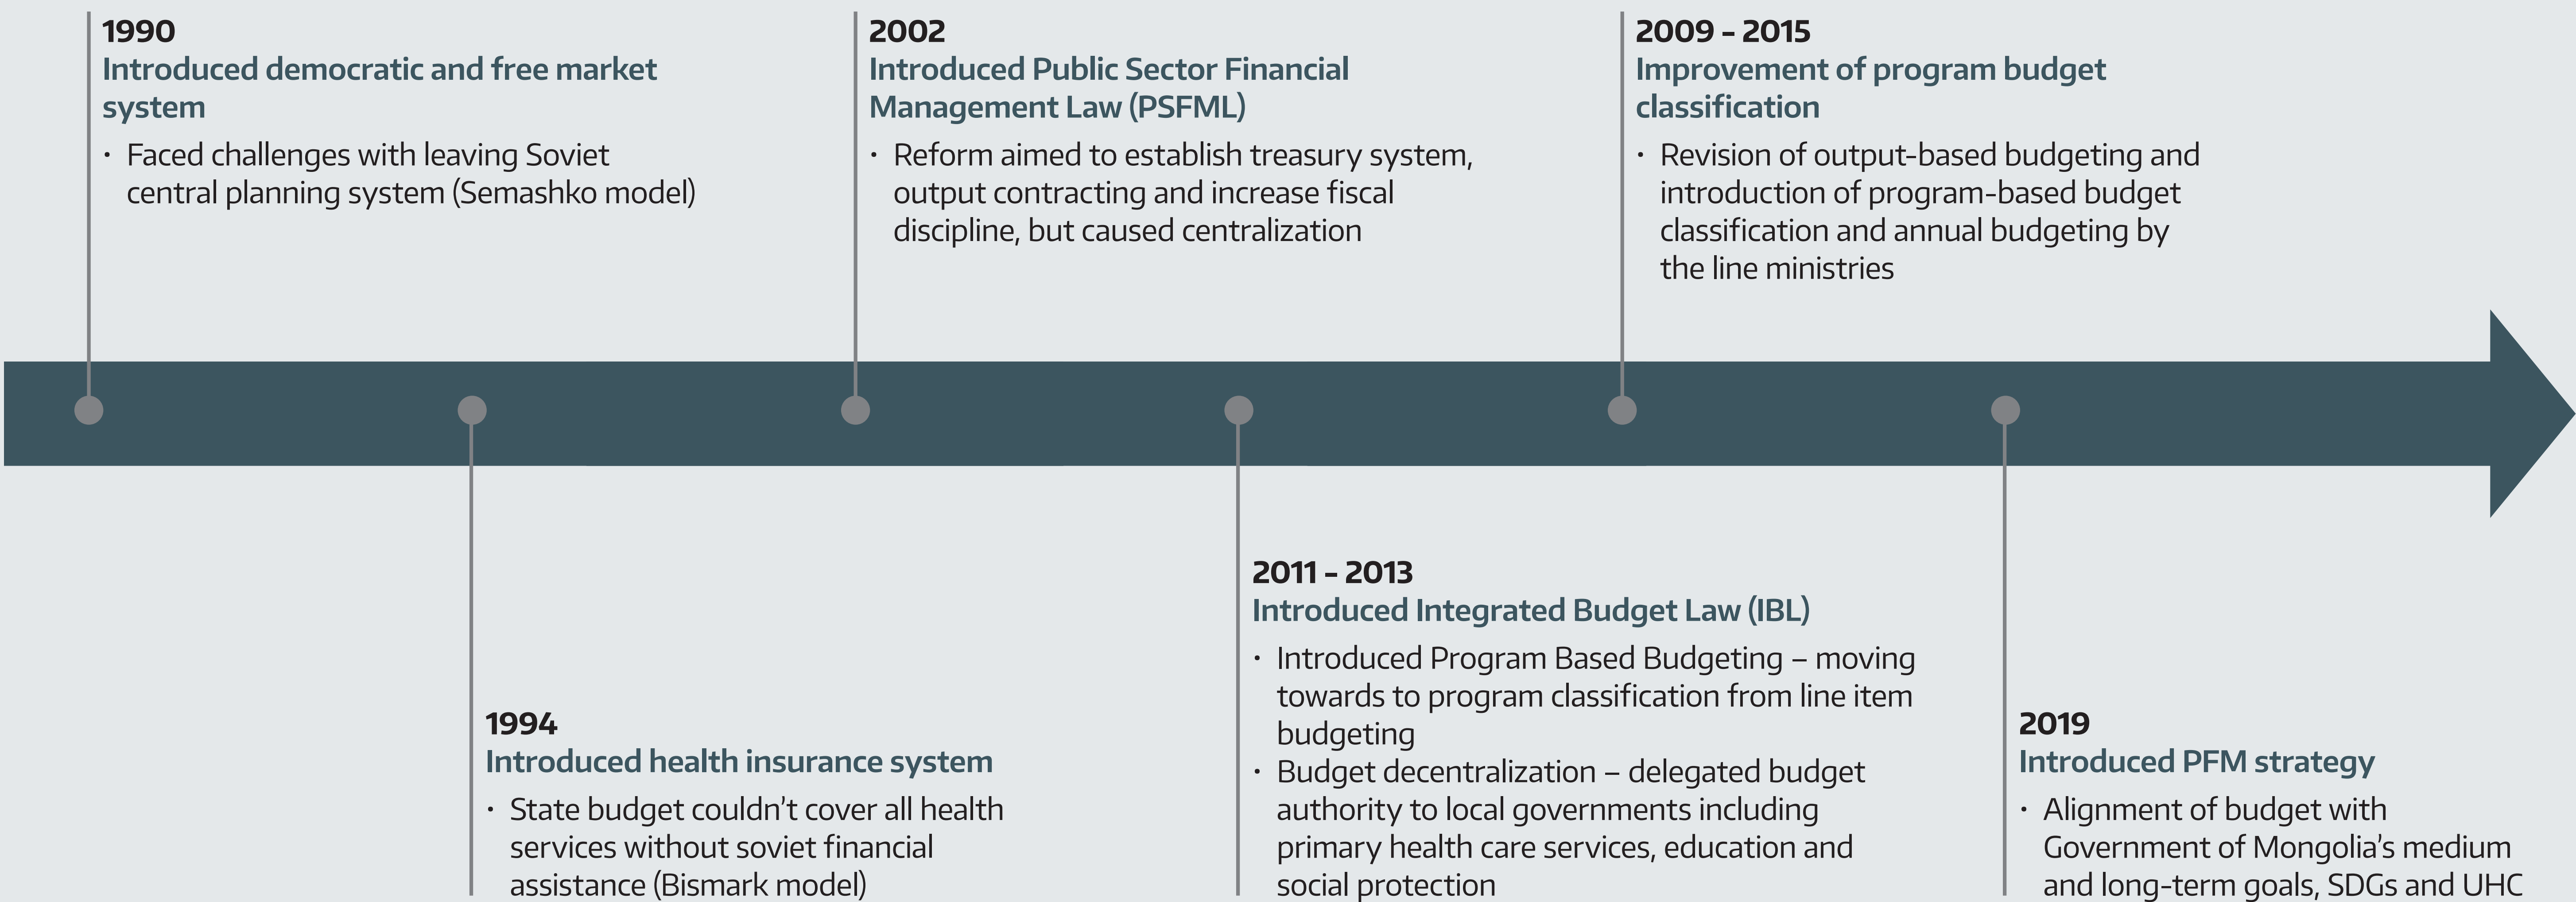 1990
Introduced democratic and free market
system
• Faced challenges with leaving Soviet
central planning system (Semashko model)
2002
Introduced Public Sector Financial
Management Law (PSFML)
• Reform aimed to establish treasury system,
output contracting and increase fiscal
discipline, but caused centralization
2009 – 2015
Improvement of program budget
classification
• Revision of output-based budgeting and
introduction of program-based budget
classification and annual budgeting by
the line ministries
1994
Introduced health insurance system
• State budget couldn’t cover all health
services without soviet financial
assistance (Bismark model)
2011 – 2013
Introduced Integrated Budget Law (IBL)
• Introduced Program Based Budgeting – moving
towards to program classification from line item
budgeting
• Budget decentralization – delegated budget
authority to local governments including
primary health care services, education and
social protection
2019
Introduced PFM strategy
• Alignment of budget with
Government of Mongolia’s medium
and long-term goals, SDGs and UHC